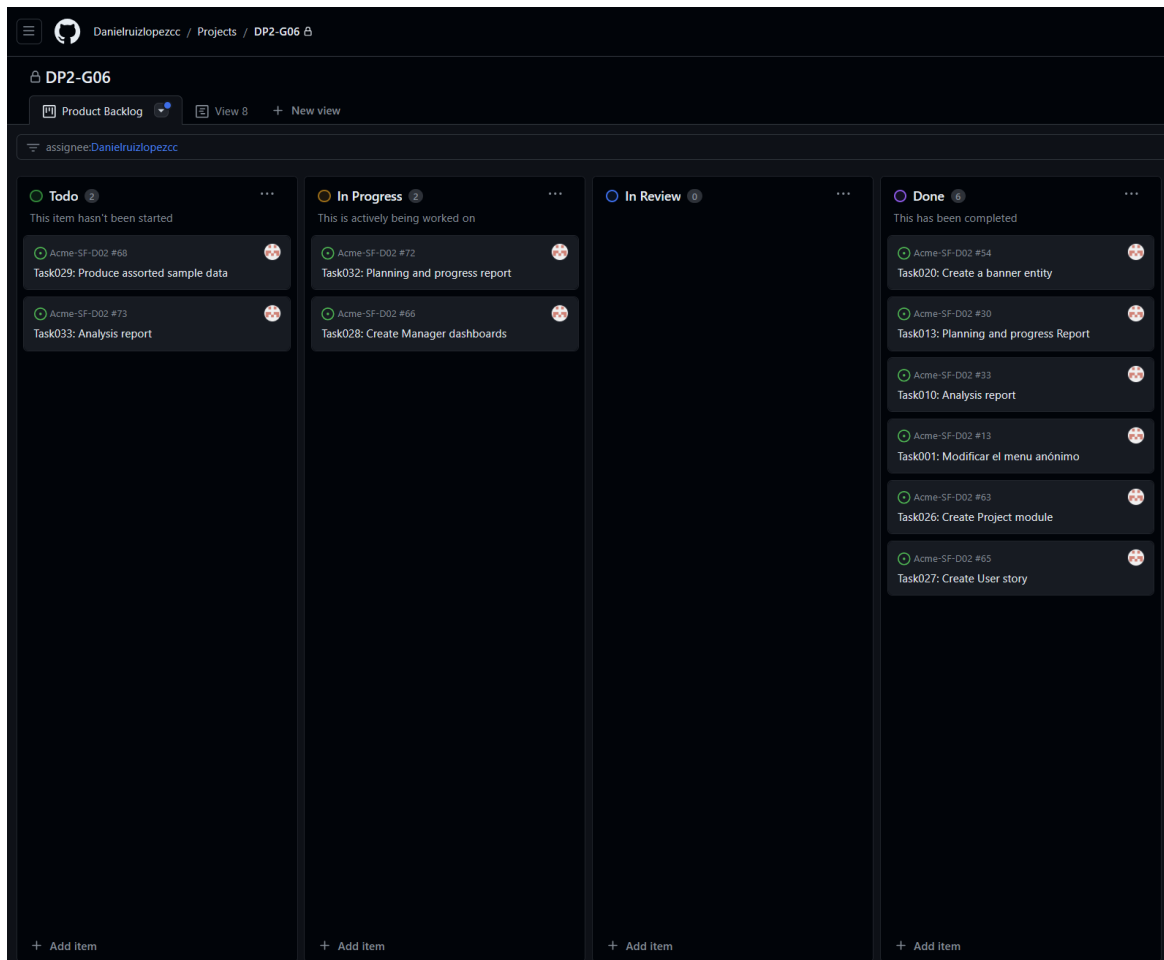 Danielruizlopezcc / Projects / DP2-G06
DP2-G06
Product Backlog View 8 + New view
assignee:Danielruizlopezcc
Todo 2 ...
This item hasn't been started
Acme-SF-D02 #68
Task029: Produce assorted sample data
Acme-SF-D02 #73
Task033: Analysis report
+ Add item
In Progress 2 ...
This is actively being worked on
Acme-SF-D02 #72
Task032: Planning and progress report
Acme-SF-D02 #66
Task028: Create Manager dashboards
+ Add item
In Review 0 ...
+ Add item
Done 6 ...
This has been completed
Acme-SF-D02 #54
Task020: Create a banner entity
Acme-SF-D02 #30
Task013: Planning and progress Report
Acme-SF-D02 #33
Task010: Analysis report
Acme-SF-D02 #13
Task001: Modificar el menu anónimo
Acme-SF-D02 #63
Task026: Create Project module
Acme-SF-D02 #65
Task027: Create User story
+ Add item